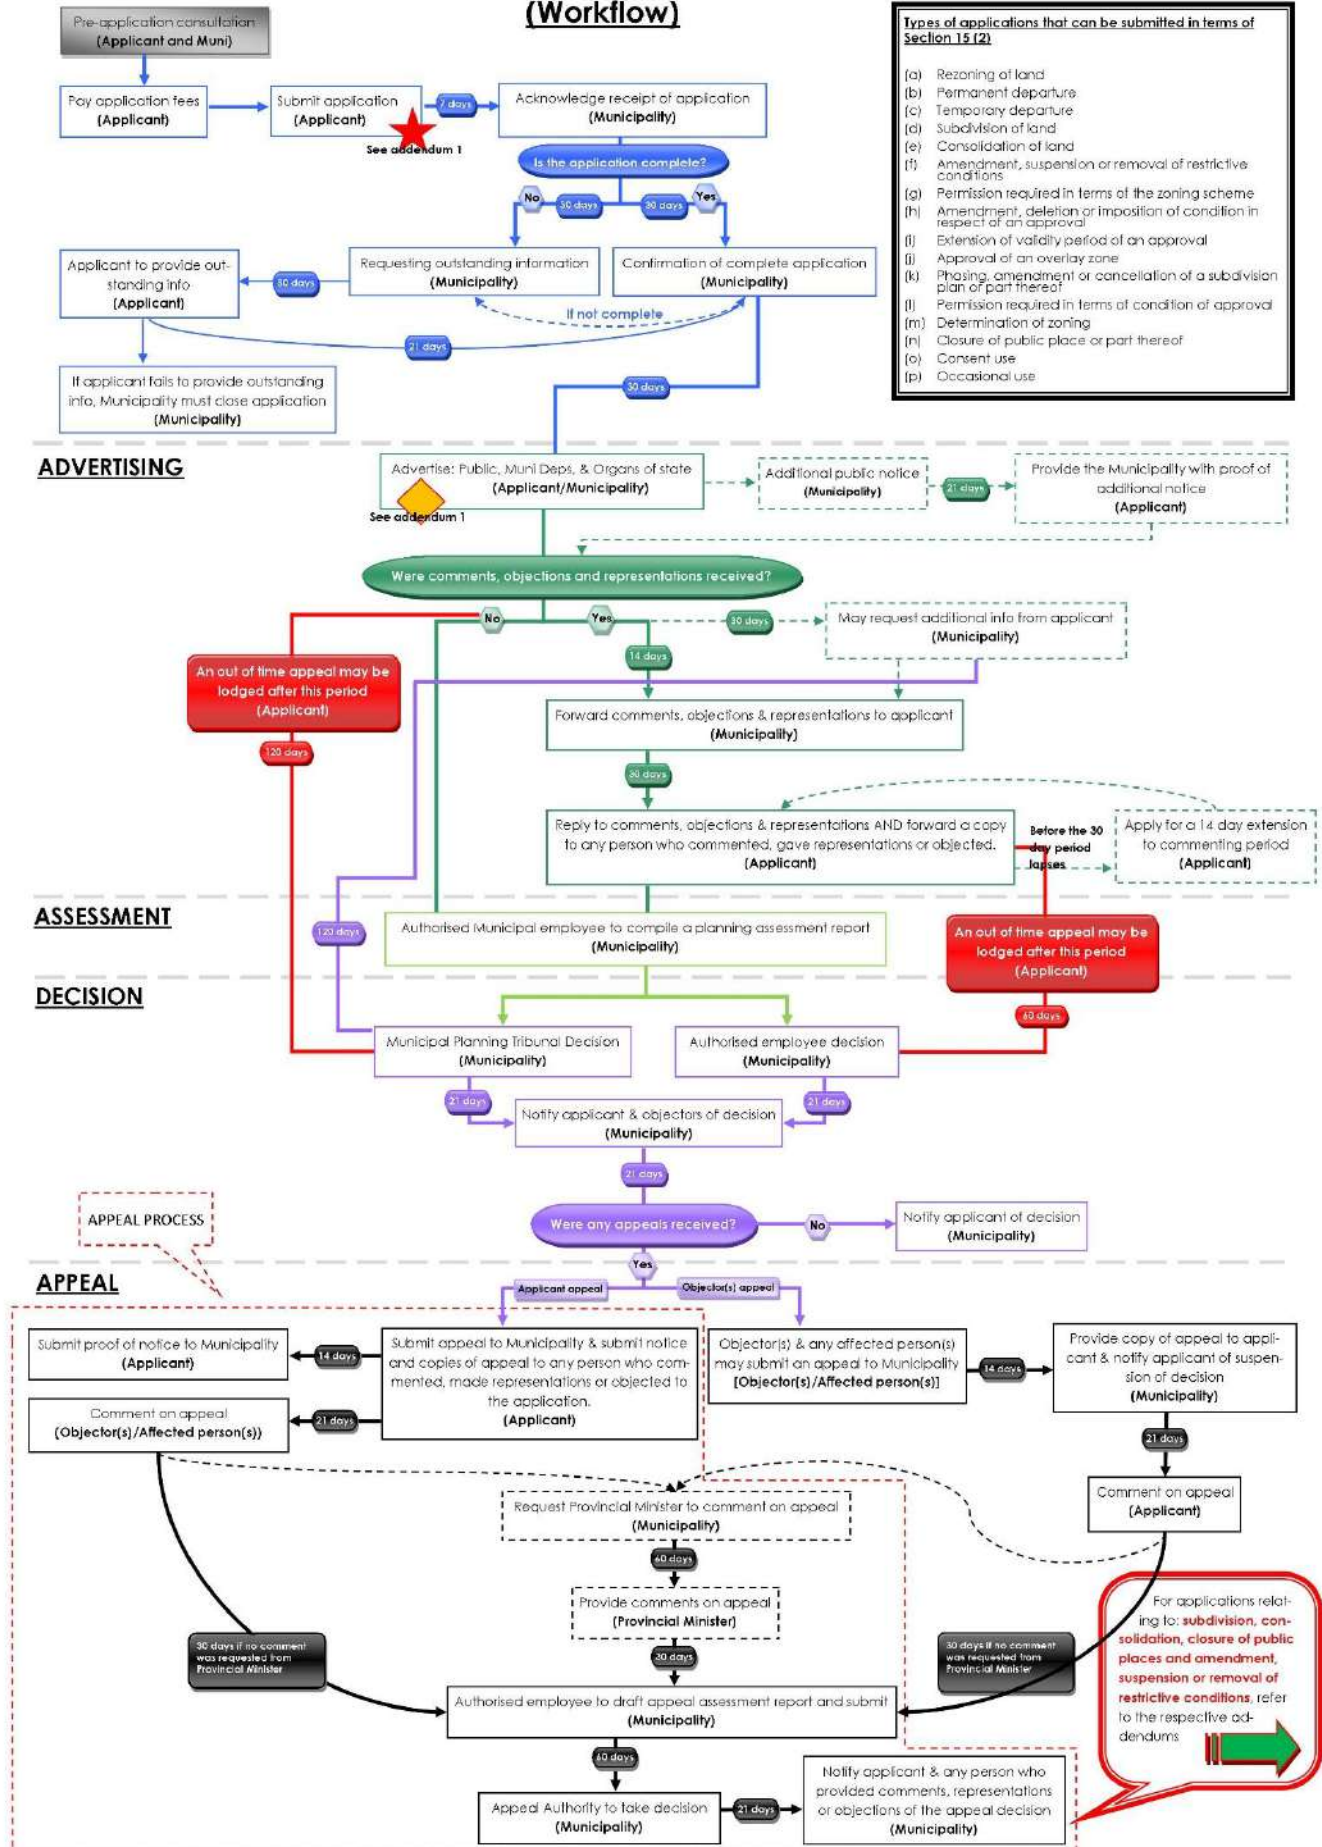 (Workflow)
Pre-application consultation
(Applicant and Muni)
Pay application fees
(Applicant)
Submit application
(Applicant)
See addendum 1
7 days
Acknowledge receipt of application
(Municipality)
Is the application complete?
No
30 days
30 days
Yes
Applicant to provide out-
standing info
(Applicant)
80 days
Requesting outstanding information
(Municipality)
Confirmation of complete application
(Municipality)
If not complete
21 days
If applicant fails to provide outstanding
info, Municipality must close application
(Municipality)
30 days
Types of applications that can be submitted in terms of
Section 15 (2)
(a) Rezoning of land
(b) Permanent departure
(c) Temporary departure
(d) Subdivision of land
(e) Consolidation of land
(f) Amendment, suspension or removal of restrictive
conditions
(g) Permission required in terms of the zoning scheme
(h) Amendment, deletion or imposition of condition in
respect of an approval
(i) Extension of validity period of an approval
(j) Approval of an overlay zone
(k) Phasing, amendment or cancellation of a subdivision
plan or part thereof
(l) Permission required in terms of condition of approval
(m) Determination of zoning
(n) Closure of public place or part thereof
(o) Consent use
(p) Occasional use
ADVERTISING
Advertise: Public, Muni Deps, & Organs of state
(Applicant/Municipality)
See addendum 1
Additional public notice
(Municipality)
21 days
Provide the Municipality with proof of
additional notice
(Applicant)
Were comments, objections and representations received?
No
Yes
30 days
May request additional info from applicant
(Municipality)
14 days
An out of time appeal may be
lodged after this period
(Applicant)
120 days
Forward comments, objections & representations to applicant
(Municipality)
30 days
Reply to comments, objections & representations AND forward a copy
to any person who commented, gave representations or objected.
(Applicant)
Before the 30
day period
lapses
Apply for a 14 day extension
to commenting period
(Applicant)
ASSESSMENT
120 days
Authorised Municipal employee to compile a planning assessment report
(Municipality)
An out of time appeal may be
lodged after this period
(Applicant)
60 days
DECISION
Municipal Planning Tribunal Decision
(Municipality)
Authorised employee decision
(Municipality)
21 days
21 days
Notify applicant & objectors of decision
(Municipality)
21 days
Were any appeals received?
No
Notify applicant of decision
(Municipality)
Yes
APPEAL PROCESS
APPEAL
Applicant appeal
Objector(s) appeal
Submit proof of notice to Municipality
(Applicant)
14 days
Submit appeal to Municipality & submit notice
and copies of appeal to any person who com-
mented, made representations or objected to
the application.
(Applicant)
Comment on appeal
(Objector(s)/Affected person(s))
21 days
Objector(s) & any affected person(s)
may submit an appeal to Municipality
[Objector(s)/Affected person(s)]
14 days
Provide copy of appeal to appli-
cant & notify applicant of suspen-
sion of decision
(Municipality)
21 days
Comment on appeal
(Applicant)
Request Provincial Minister to comment on appeal
(Municipality)
60 days
Provide comments on appeal
(Provincial Minister)
30 days
30 days if no comment
was requested from
Provincial Minister
30 days if no comment
was requested from
Provincial Minister
For applications relat-
ing to: subdivision, con-
solidation, closure of public
places and amendment,
suspension or removal of
restrictive conditions, refer
to the respective ad-
dendums
Authorised employee to draft appeal assessment report and submit
(Municipality)
60 days
Appeal Authority to take decision
(Municipality)
21 days
Notify applicant & any person who
provided comments, representations
or objections of the appeal decision
(Municipality)